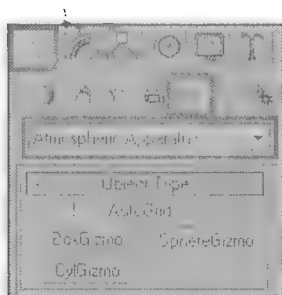 Atmospheric Apparatus
Object Type
AutoGrid
BoxGizmo SphereGizmo
CylGizmo